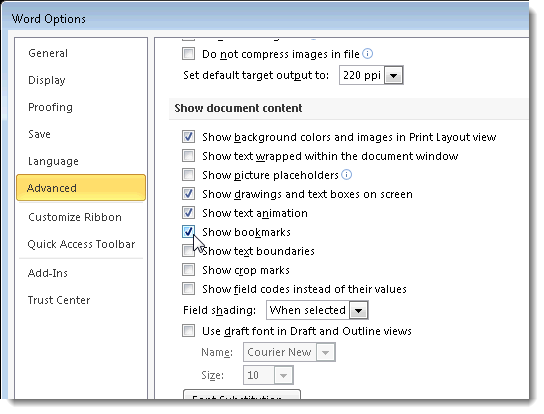 Word Options
General
Display
Proofing
Save
Language
Advanced
Customize Ribbon
Quick Access Toolbar
Add-Ins
Trust Center
Do not compress images in file
Set default target output to: 220 ppi
Show document content
Show background colors and images in Print Layout view
Show text wrapped within the document window
Show picture placeholders
Show drawings and text boxes on screen
Show text animation
Show bookmarks
Show text boundaries
Show crop marks
Show field codes instead of their values
Field shading: When selected
Use draft font in Draft and Outline views
Name: Courier New
Size: 10
Font Substitution...